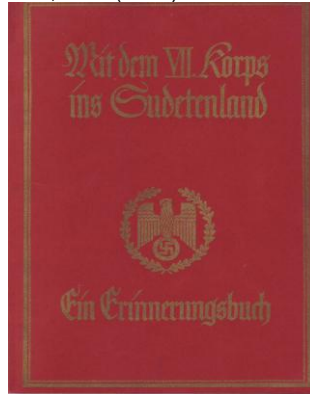 Mit dem VII. Korps
ins Sudetenland
Ein Erinnerungsbuch